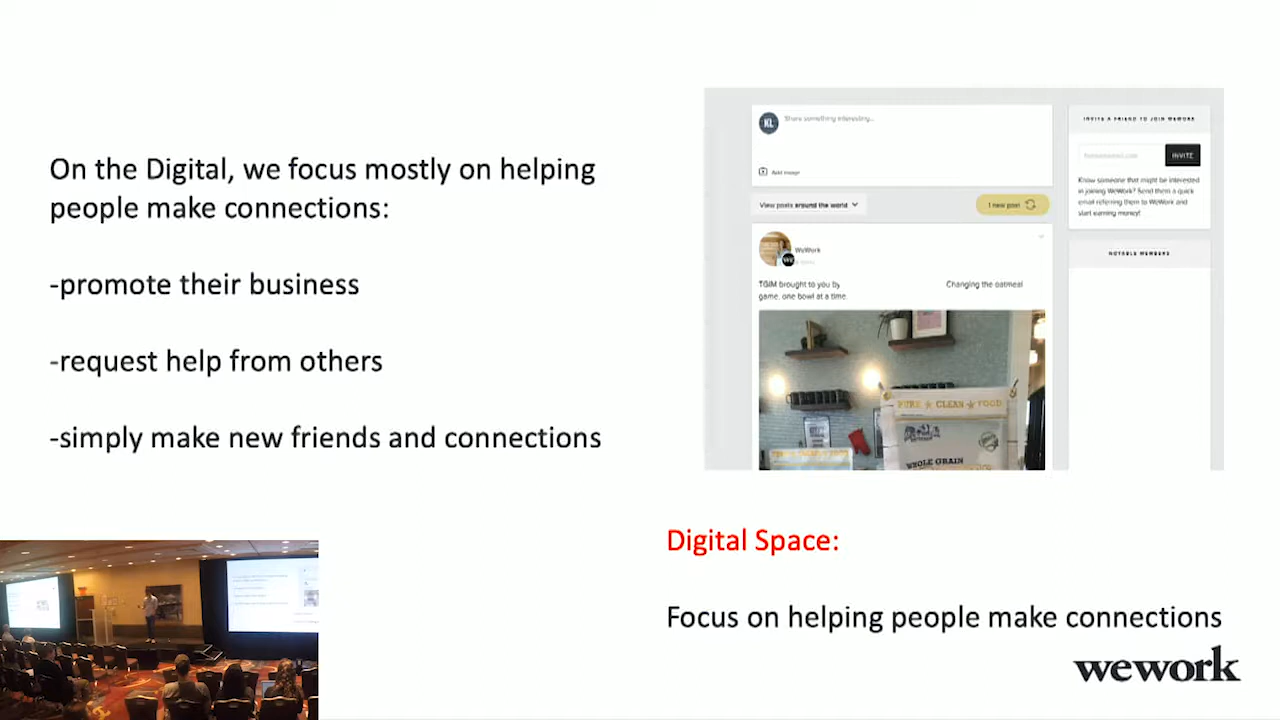 On the Digital, we focus mostly on helping
people make connections:
-promote their business
-request help from others
-simply make new friends and connections
KL
Share something interesting...
Add image
View posts around the world
1 new post
WeWork
TGIM brought to you by
Changing the oatmeal
game, one bowl at a time.
PURE CLEAN FOOD
WHOLE GRAIN
INVITE A FRIEND TO JOIN WEWORK
INVITE
Know someone that might be interested
in joining WeWork? Send them a quick
email referring them to WeWork and
start earning money!
NOTABLE MEMBERS
Digital Space:
Focus on helping people make connections
wework